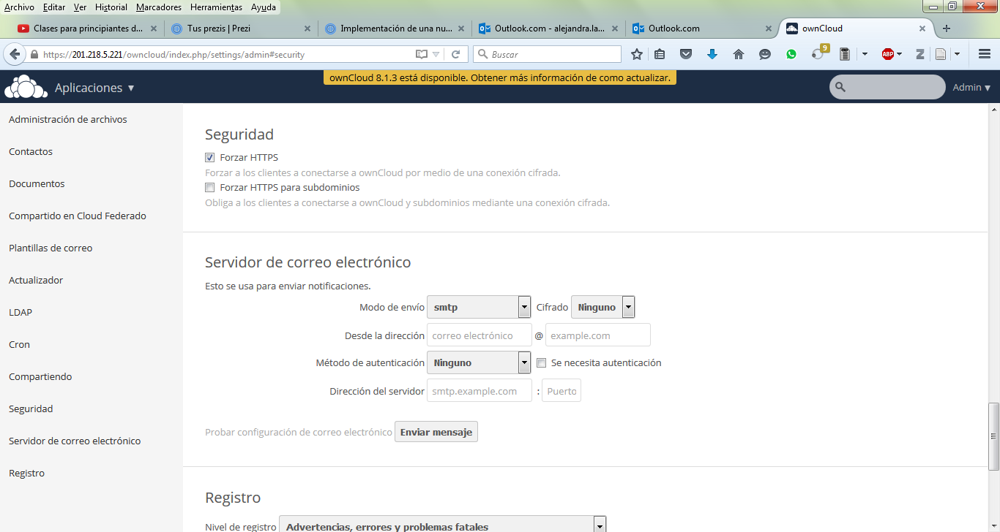 Archivo Editar Ver Historial Marcadores Herramientas Ayuda
Clases para principiantes d...
Tus prezis | Prezi
Implementación de una nu...
Outlook.com - alejandra.la...
Outlook.com
ownCloud
https://201.218.5.221/owncloud/index.php/settings/admin#security
Buscar
9
ABP
Z
ownCloud 8.1.3 está disponible. Obtener más información de como actualizar.
Aplicaciones
Admin
Administración de archivos
Contactos
Documentos
Compartido en Cloud Federado
Plantillas de correo
Actualizador
LDAP
Cron
Compartiendo
Seguridad
Servidor de correo electrónico
Registro
Seguridad
Forzar HTTPS
Forzar a los clientes a conectarse a ownCloud por medio de una conexión cifrada.
Forzar HTTPS para subdominios
Obliga a los clientes a conectarse a ownCloud y subdominios mediante una conexión cifrada.
Servidor de correo electrónico
Esto se usa para enviar notificaciones.
Modo de envío smtp Cifrado Ninguno
Desde la dirección correo electrónico @ example.com
Método de autenticación Ninguno Se necesita autenticación
Dirección del servidor smtp.example.com : Puerto
Probar configuración de correo electrónico Enviar mensaje
Registro
Nivel de registro Advertencias, errores y problemas fatales